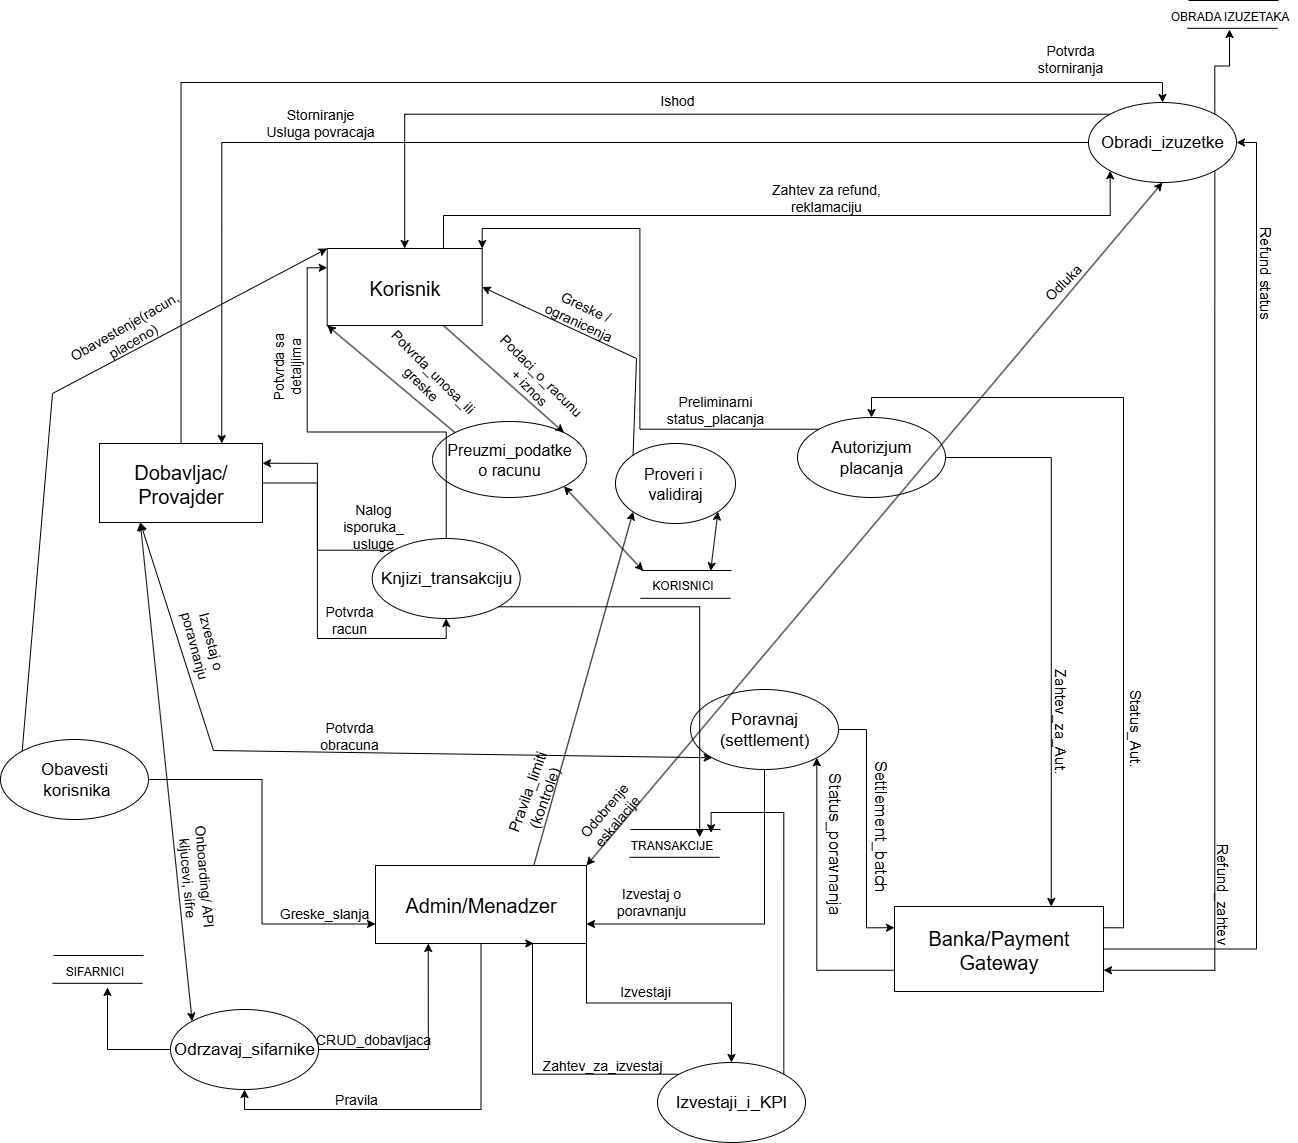 OBRADA IZUZETAKA
Potvrda
storniranja
Ishod
Storniranje
Usluga povracaja
Obradi_izuzetke
Zahtev za refund,
reklamaciju
Refund status
Korisnik
Odluka
Greske /
ogranicenja
Obavestenje(racun,
placeno)
Potvrda sa
detaljima
Potvrda_unosa_ili
greske
Podaci_o_racunu
+ iznos
Preliminarni
status_placanja
Preuzmi_podatke
o racunu
Autorizjum
placanja
Dobavljac/
Provajder
Proveri i
validiraj
Nalog
isporuka_
usluge
Knjizi_transakciju
KORISNICI
Potvrda
racun
Izvestaj o
poravnanju
Zahtev_za_Aut.
Status_Aut.
Poravnaj
(settlement)
Potvrda
obracuna
Obavesti
korisnika
Pravila_limiti
(kontrole)
Odobrenje
eskalacije
Status_poravnanja
Settlement_batch
Onboarding/ API
kljucevi, sifre
TRANSAKCIJE
Refund_zahtev
Admin/Menadzer
Izvestaj o
poravnanju
Greske_slanja
Banka/Payment
Gateway
SIFARNICI
Izvestaji
Odrzavaj_sifarnike
CRUD_dobavljaca
Zahtev_za_izvestaj
Pravila
Izvestaji_i_KPI